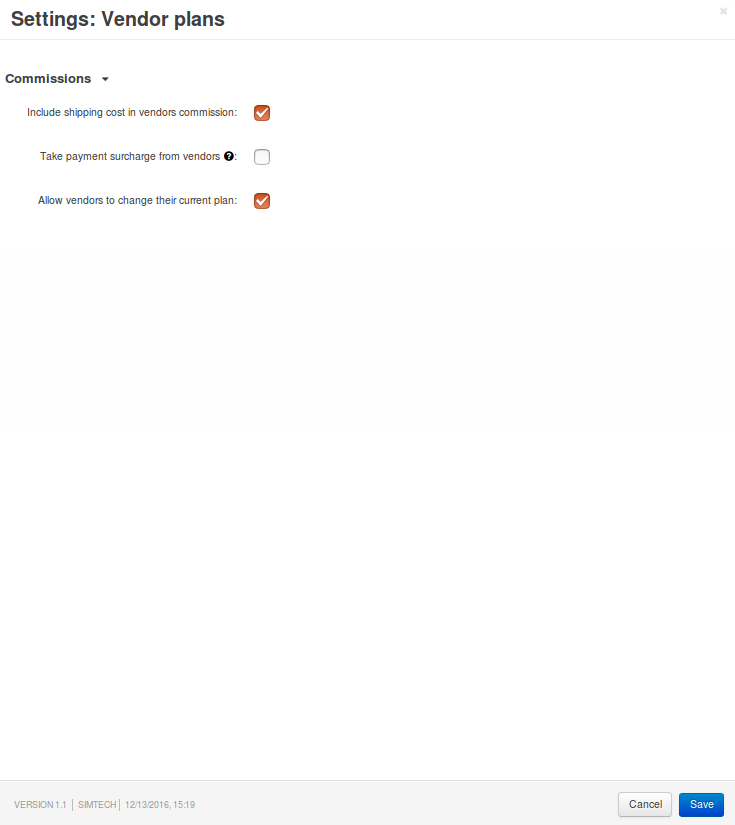 Settings: Vendor plans
Commissions
Include shipping cost in vendors commission:
Take payment surcharge from vendors ?:
Allow vendors to change their current plan:
VERSION 1.1 | SIMTECH | 12/13/2016, 15:19
Cancel
Save